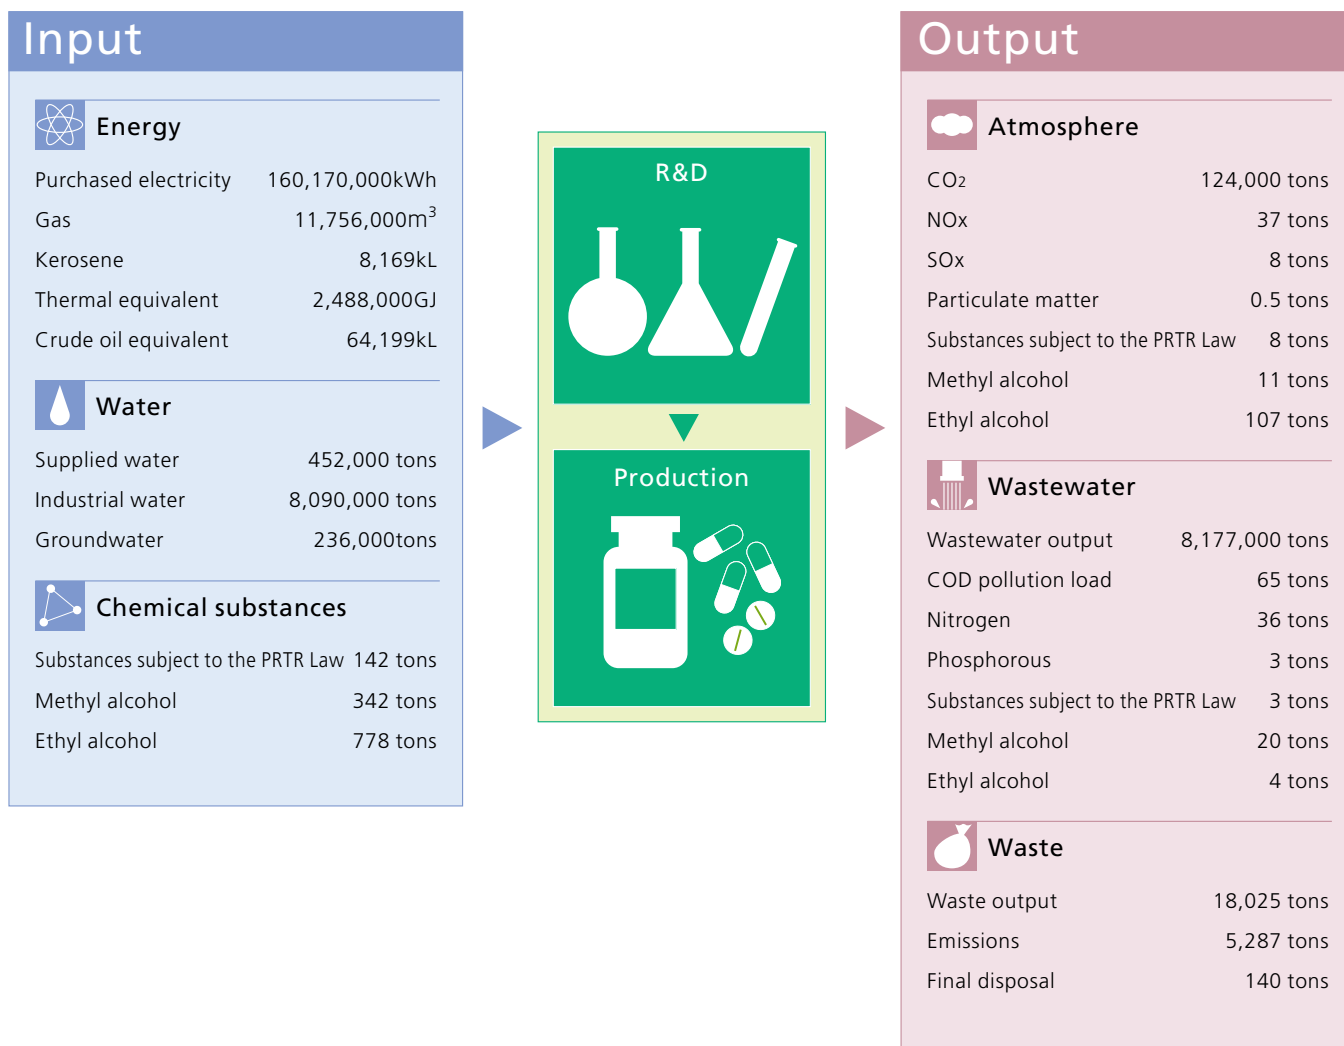 Input
Energy
Purchased electricity 160,170,000kWh
Gas 11,756,000m³
Kerosene 8,169kL
Thermal equivalent 2,488,000GJ
Crude oil equivalent 64,199kL
Water
Supplied water 452,000 tons
Industrial water 8,090,000 tons
Groundwater 236,000tons
Chemical substances
Substances subject to the PRTR Law 142 tons
Methyl alcohol 342 tons
Ethyl alcohol 778 tons
R&D
Production
Output
Atmosphere
CO₂ 124,000 tons
NOx 37 tons
SOx 8 tons
Particulate matter 0.5 tons
Substances subject to the PRTR Law 8 tons
Methyl alcohol 11 tons
Ethyl alcohol 107 tons
Wastewater
Wastewater output 8,177,000 tons
COD pollution load 65 tons
Nitrogen 36 tons
Phosphorous 3 tons
Substances subject to the PRTR Law 3 tons
Methyl alcohol 20 tons
Ethyl alcohol 4 tons
Waste
Waste output 18,025 tons
Emissions 5,287 tons
Final disposal 140 tons